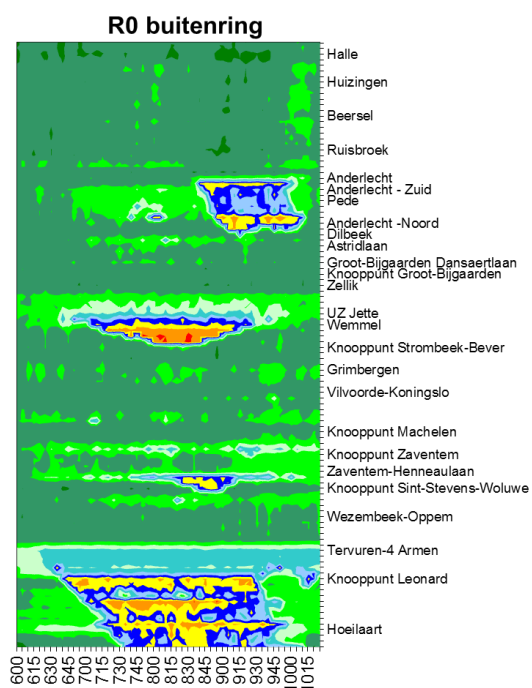 R0 buitenring
Halle
Huizingen
Beersel
Ruisbroek
Anderlecht
Anderlecht - Zuid
Pede
Anderlecht -Noord
Dilbeek
Astridlaan
Groot-Bijgaarden Dansaertlaan
Knooppunt Groot-Bijgaarden
Zellik
UZ Jette
Wemmel
Knooppunt Strombeek-Bever
Grimbergen
Vilvoorde-Koningslo
Knooppunt Machelen
Knooppunt Zaventem
Zaventem-Henneaulaan
Knooppunt Sint-Stevens-Woluwe
Wezembeek-Oppem
Tervuren-4 Armen
Knooppunt Leonard
Hoeilaart
600 615 630 645 700 715 730 745 800 815 830 845 900 915 930 945 1000 1015